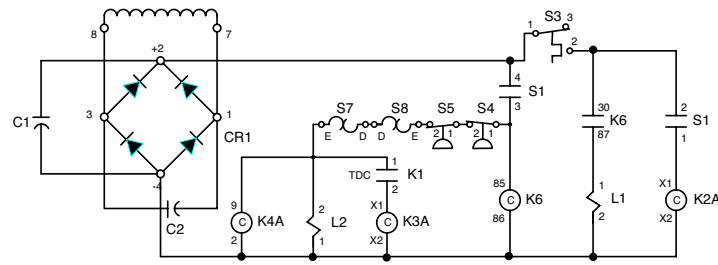 S3
1 3
2
8 7
+2
4
S1
3
C1
3 1
CR1
-4
C2
S7 S8 S5 S4
E D D E 2 1 2 1
30
K6
87
2
S1
1
TDC 1 K1
2
9
C K4A
2
2
L2
1
X1
C K3A
X2
85
C K6
86
1
L1
2
X1
C K2A
X2